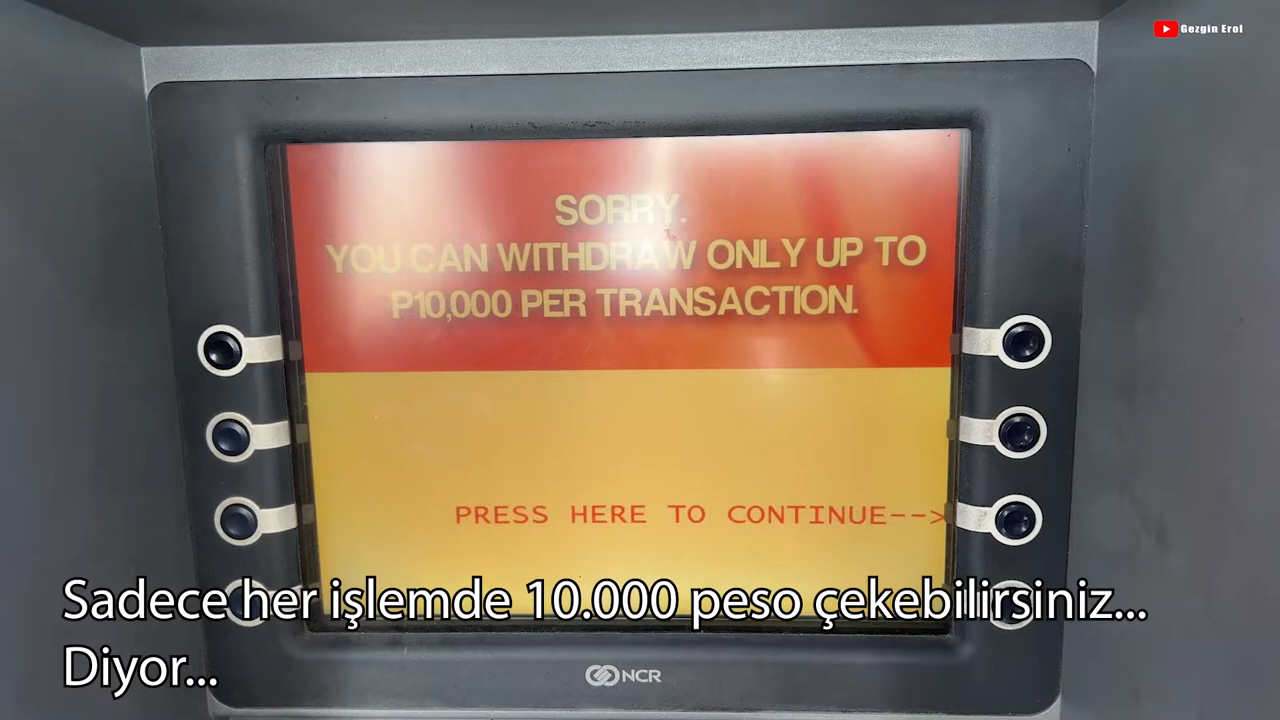 Gezgin Erol
SORRY.
YOU CAN WITHDRAW ONLY UP TO
P10,000 PER TRANSACTION.
PRESS HERE TO CONTINUE-->
Sadece her işlemde 10.000 peso çekebilirsiniz...
Diyor...
NCR